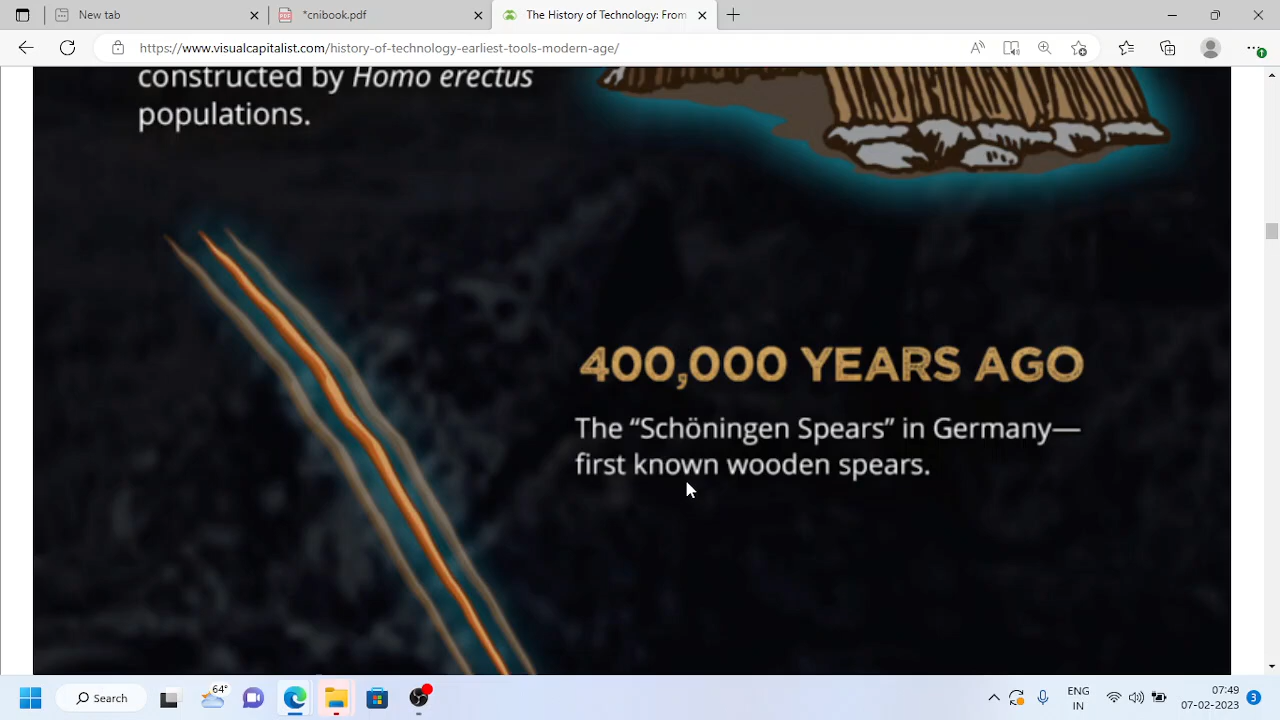 New tab
*cnibook.pdf
The History of Technology: From
https://www.visualcapitalist.com/history-of-technology-earliest-tools-modern-age/
constructed by Homo erectus
populations.
400,000 YEARS AGO
The “Schöningen Spears” in Germany—
first known wooden spears.
Search
64°
ENG
IN
07:49
07-02-2023
3